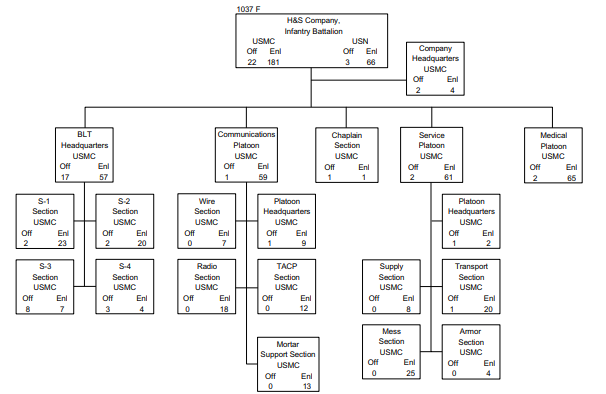 1037 F
H&S Company,
Infantry Battalion
USMC USN
Off Enl Off Enl
22 181 3 66
Company
Headquarters
USMC
Off Enl
2 4
BLT
Headquarters
USMC
Off Enl
17 57
Communications
Platoon
USMC
Off Enl
1 59
Chaplain
Section
USMC
Off Enl
1 1
Service
Platoon
USMC
Off Enl
2 61
Medical
Platoon
USMC
Off Enl
2 65
S-1
Section
USMC
Off Enl
2 23
S-2
Section
USMC
Off Enl
2 20
Wire
Section
USMC
Off Enl
0 7
Platoon
Headquarters
USMC
Off Enl
1 9
Platoon
Headquarters
USMC
Off Enl
1 2
S-3
Section
USMC
Off Enl
8 7
S-4
Section
USMC
Off Enl
3 4
Radio
Section
USMC
Off Enl
0 18
TACP
Section
USMC
Off Enl
0 12
Supply
Section
USMC
Off Enl
0 8
Transport
Section
USMC
Off Enl
1 20
Mortar
Support Section
USMC
Off Enl
0 13
Mess
Section
USMC
Off Enl
0 25
Armor
Section
USMC
Off Enl
0 4